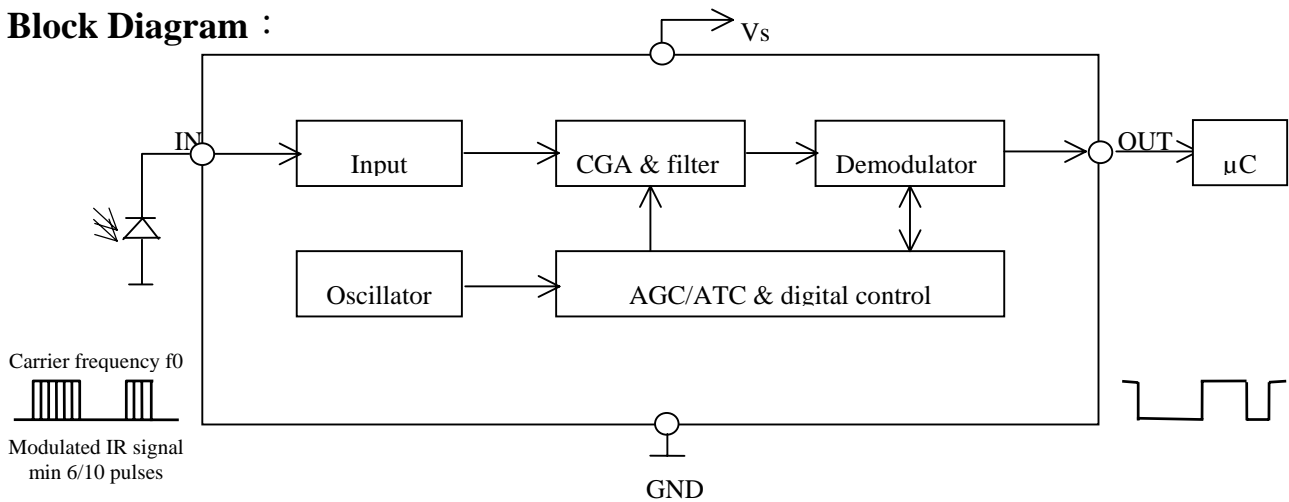 Block Diagram：
Vs
IN
Input
CGA & filter
Demodulator
OUT
µC
Oscillator
AGC/ATC & digital control
Carrier frequency f0
Modulated IR signal
min 6/10 pulses
GND